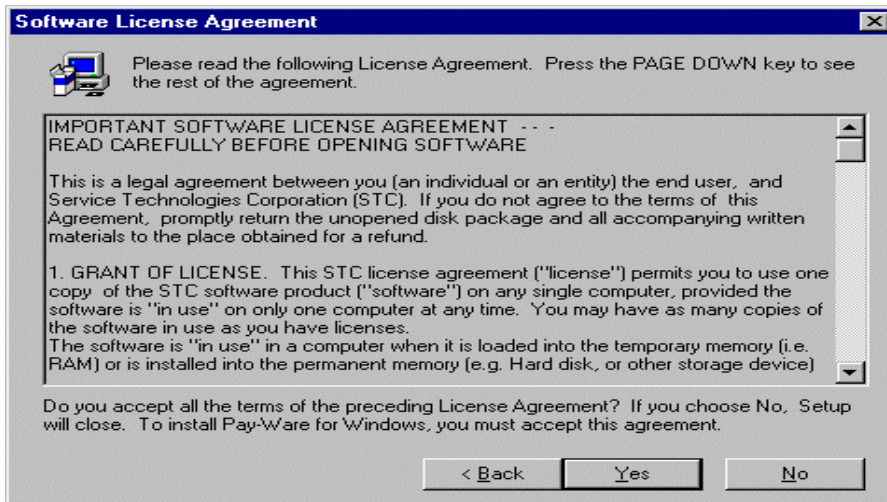 Software License Agreement
Please read the following License Agreement. Press the PAGE DOWN key to see
the rest of the agreement.
IMPORTANT SOFTWARE LICENSE AGREEMENT - - -
READ CAREFULLY BEFORE OPENING SOFTWARE
This is a legal agreement between you (an individual or an entity) the end user, and
Service Technologies Corporation (STC). If you do not agree to the terms of this
Agreement, promptly return the unopened disk package and all accompanying written
materials to the place obtained for a refund.
1. GRANT OF LICENSE. This STC license agreement ("license") permits you to use one
copy of the STC software product ("software") on any single computer, provided the
software is "in use" on only one computer at any time. You may have as many copies of
the software in use as you have licenses.
The software is "in use" in a computer when it is loaded into the temporary memory (i.e.
RAM) or is installed into the permanent memory (e.g. Hard disk, or other storage device)
Do you accept all the terms of the preceding License Agreement? If you choose No, Setup
will close. To install Pay-Ware for Windows, you must accept this agreement.
< Back Yes No